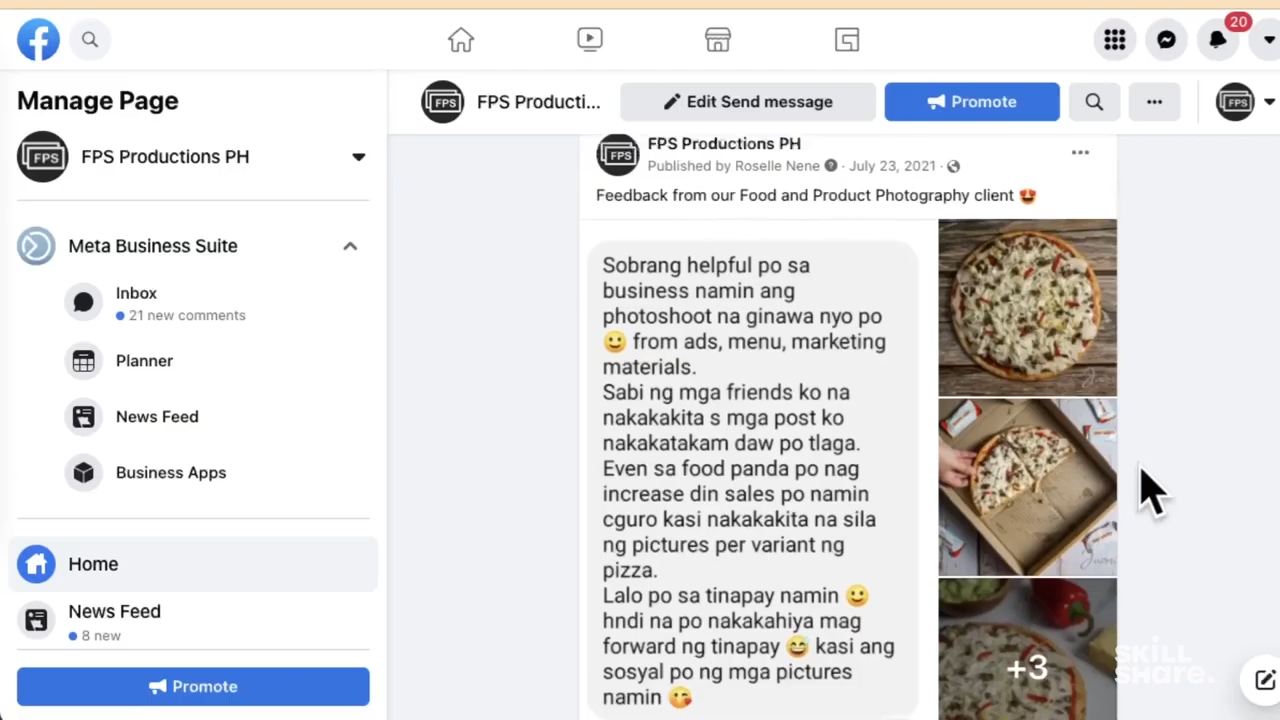 20
Manage Page
FPS
FPS Productions PH
Meta Business Suite
Inbox
21 new comments
Planner
News Feed
Business Apps
Home
News Feed
8 new
Promote
FPS
FPS Producti...
Edit Send message
Promote
FPS
FPS
FPS Productions PH
Published by Roselle Nene · July 23, 2021 ·
Feedback from our Food and Product Photography client 😍
Sobrang helpful po sa
business namin ang
photoshoot na ginawa nyo po
😀 from ads, menu, marketing
materials.
Sabi ng mga friends ko na
nakakakita s mga post ko
nakakatakam daw po tlaga.
Even sa food panda po nag
increase din sales po namin
cguro kasi nakakakita na sila
ng pictures per variant ng
pizza.
Lalo po sa tinapay namin 😀
hndi na po nakakahiya mag
forward ng tinapay 😅 kasi ang
sosyal po ng mga pictures
namin 😘
+3
SKILL
SHARE.